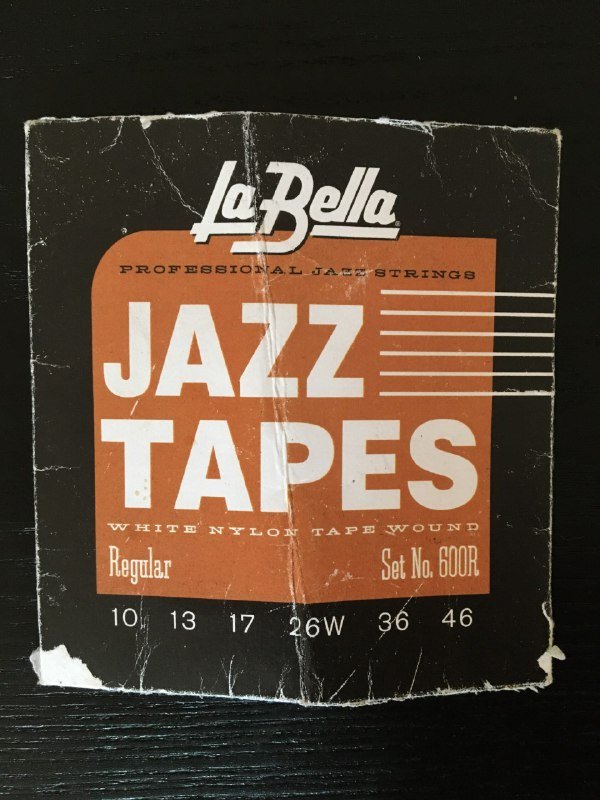 La Bella
PROFESSIONAL JAZZ STRINGS
JAZZ
TAPES
WHITE NYLON TAPE WOUND
Regular Set No. 600R
10 13 17 26W 36 46